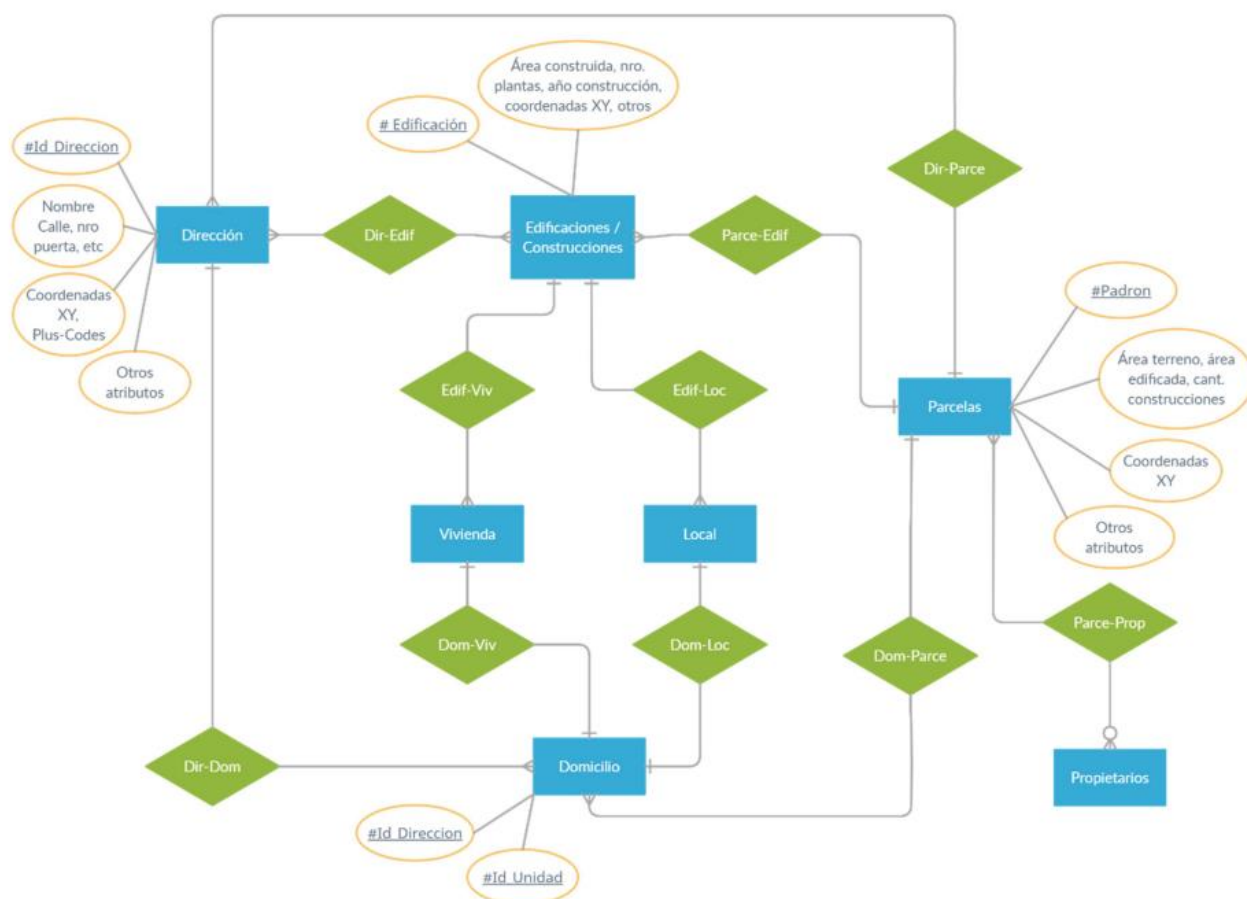 Área construida, nro.
plantas, año construcción,
coordenadas XY, otros
# Edificación
#Id_Direccion
Dir-Parce
Nombre
Calle, nro
puerta, etc
Dirección
Dir-Edif
Edificaciones /
Construcciones
Parce-Edif
Coordenadas
XY,
Plus-Codes
#Padron
Otros
atributos
Edif-Viv
Edif-Loc
Área terreno, área
edificada, cant.
construcciones
Parcelas
Coordenadas
XY
Vivienda
Local
Otros
atributos
Parce-Prop
Dom-Viv
Dom-Loc
Dom-Parce
Dir-Dom
Domicilio
Propietarios
#Id_Direccion
#Id_Unidad